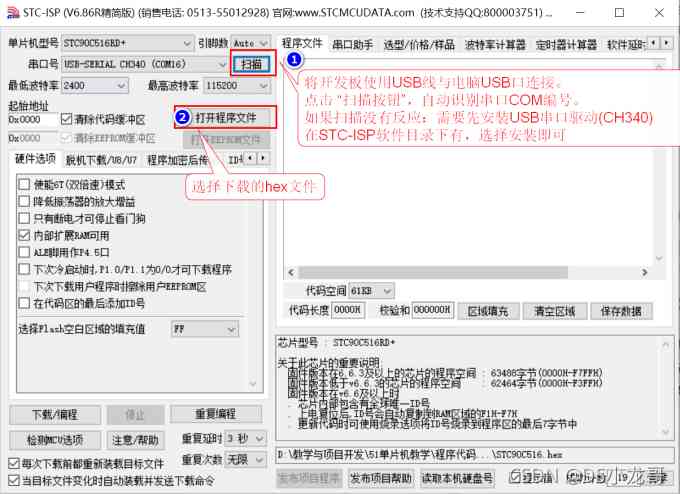 STC-ISP (V6.86R精简版) (销售电话: 0513-55012928) 官网:www.STCMCUDATA.com (技术支持QQ:800003751) ...
单片机型号 STC90C516RD+ 引脚数 Auto
串口号 USB-SERIAL CH340 (COM16) 扫描
最低波特率 2400 最高波特率 115200
起始地址
0x0000 清除代码缓冲区 2 打开程序文件
0x0000 清除EEPROM缓冲区 打开EEPROM文件
硬件选项 脱机下载/U8/U7 程序加密后传 ID号
选择下载的hex文件
使能6T(双倍速)模式
降低振荡器的放大增益
只有断电才可停止看门狗
内部扩展RAM可用
ALE脚用作P4.5口
下次冷启动时,P1.0/P1.1为0/0才可下载程序
下次下载用户程序时擦除用户EEPROM区
在代码区的最后添加ID号
选择Flash空白区域的填充值 FF
下载/编程 停止 重复编程
检测MCU选项 注意/帮助 重复延时 3 秒
重复次数 无限
每次下载前都重新装载目标文件
当目标文件变化时自动装载并发送下载命令
程序文件 串口助手 选型/价格/样品 波特率计算器 定时器计算器 软件延时
1
将开发板使用USB线与电脑USB口连接。
点击 “扫描按钮”，自动识别串口COM编号。
如果扫描没有反应：需要先安装USB串口驱动(CH340)
在STC-ISP软件目录下有，选择安装即可
代码空间 61KB
代码长度 0000H 校验和 000000H 区域填充 清空区域 保存数据
芯片型号 : STC90C516RD+
关于此芯片的重要说明:
固件版本在6.6.3及以上的芯片的程序空间 : 63488字节(0000H-F7FFH)
固件版本低于v6.6.3的芯片的程序空间 : 62464字节(0000H-F3FFH)
固件版本在v6.6及以上时
. 芯片内部包含有全球唯一ID号
. 上电复位后,ID号会自动复制到RAM区域的F1H-F7H
. 更新代码时可使用烧录选项将ID号烧录到程序区的最后7字节中
D:\教学与项目开发\51单片机教学\程序代码...\STC90C516.hex
发布项目程序 发布项目帮助 读取本机硬盘号
CSDN @DS小龙哥